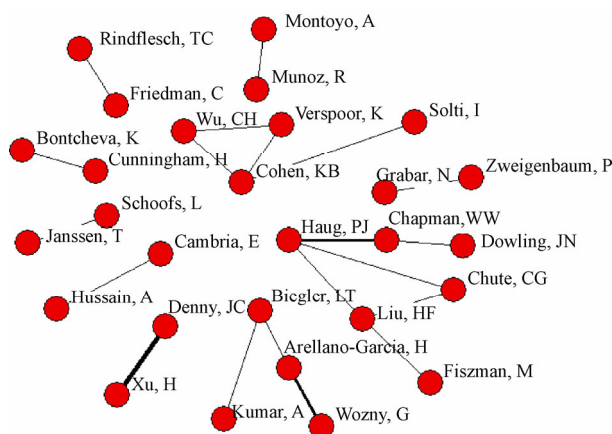 Montoyo, A
Rindflesch, TC
Munoz, R
Friedman, C
Wu, CH
Verspoor, K
Solti, I
Bontcheva, K
Cunningham, H
Cohen, KB
Grabar, N
Zweigenbaum, P
Schoofs, L
Janssen, T
Cambria, E
Haug, PJ
Chapman,WW
Dowling, JN
Chute, CG
Hussain, A
Denny, JC
Biegler, LT
Liu, HF
Arellano-Garcia, H
Fiszman, M
Xu, H
Kumar, A
Wozny, G